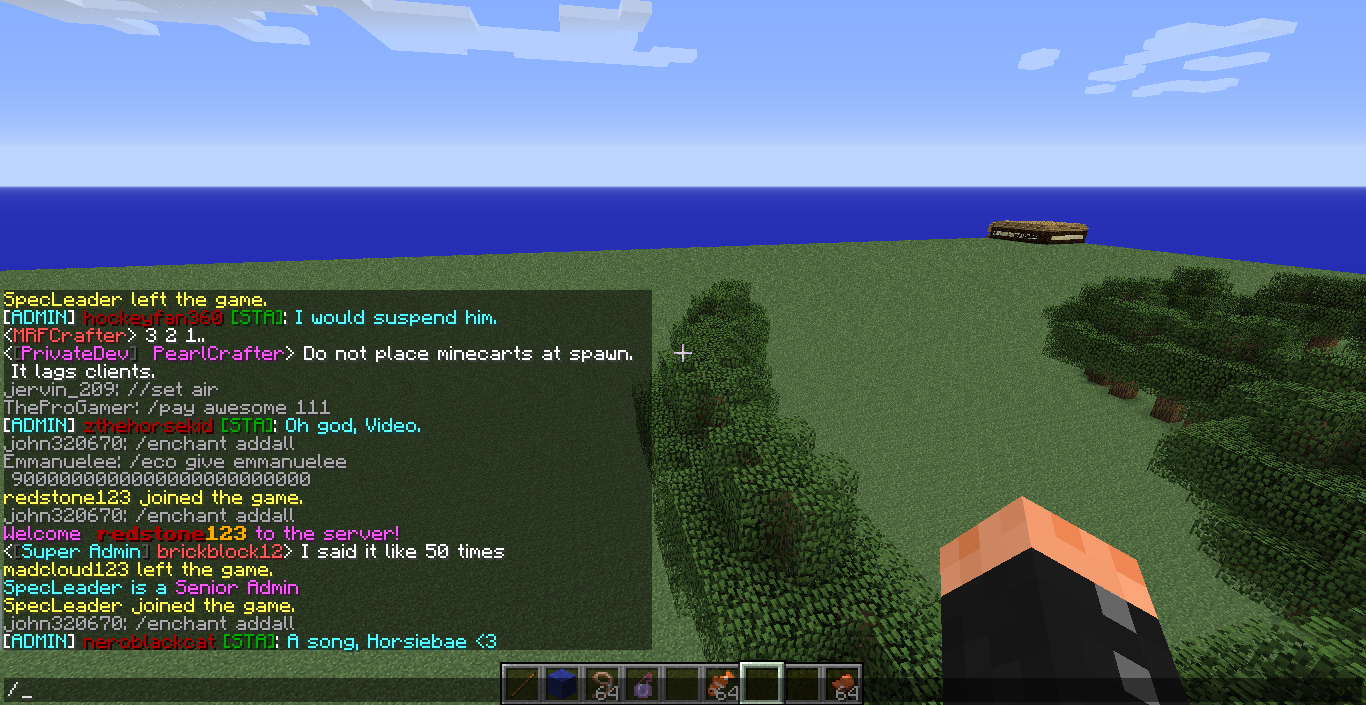 SpecLeader left the game.
[ADMIN] hockeyfan360 [STA]: I would suspend him.
<MRFCrafter> 3 2 1..
<[PrivateDev] PearlCrafter> Do not place minecarts at spawn.
It lags clients.
jervin_209: //set air
TheProGamer: /pay awesome 111
[ADMIN] zthehorsekid [STA]: Oh god, Video.
john320670: /enchant addall
Emmanuelee: /eco give emmanuelee
9000000000000000000000000
redstone123 joined the game.
john320670: /enchant addall
Welcome redstone123 to the server!
<[Super Admin] brickblock12> I said it like 50 times
madcloud123 left the game.
SpecLeader is a Senior Admin
SpecLeader joined the game.
john320670: /enchant addall
[ADMIN] neroblackcat [STA]: A song, Horsiebae <3
/_
64 64 64